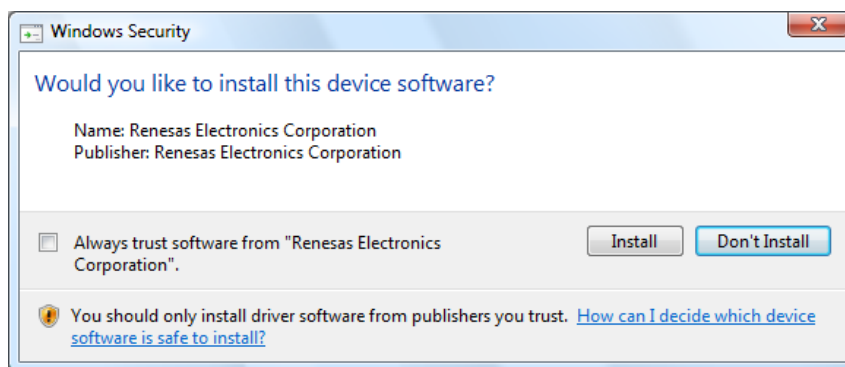 Windows Security
Would you like to install this device software?
Name: Renesas Electronics Corporation
Publisher: Renesas Electronics Corporation
Always trust software from "Renesas Electronics
Corporation".
Install
Don't Install
You should only install driver software from publishers you trust. How can I decide which device
software is safe to install?